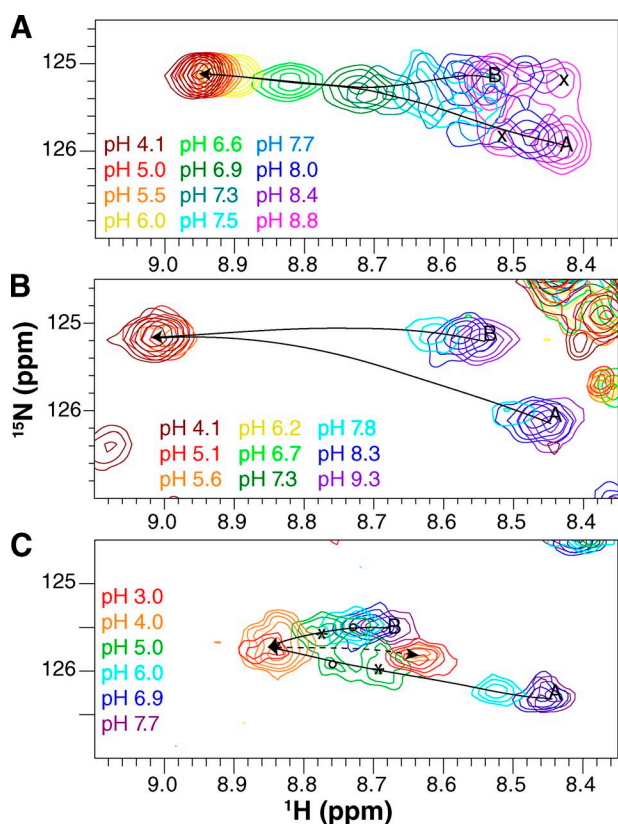 A
125
126
B
A
x
x
pH 4.1 pH 6.6 pH 7.7
pH 5.0 pH 6.9 pH 8.0
pH 5.5 pH 7.3 pH 8.4
pH 6.0 pH 7.5 pH 8.8
9.0 8.9 8.8 8.7 8.6 8.5 8.4
B
125
126
B
A
pH 4.1 pH 6.2 pH 7.8
pH 5.1 pH 6.7 pH 8.3
pH 5.6 pH 7.3 pH 9.3
9.0 8.9 8.8 8.7 8.6 8.5 8.4
¹⁵N (ppm)
C
125
126
B
A
pH 3.0
pH 4.0
pH 5.0
pH 6.0
pH 6.9
pH 7.7
9.0 8.9 8.8 8.7 8.6 8.5 8.4
¹H (ppm)